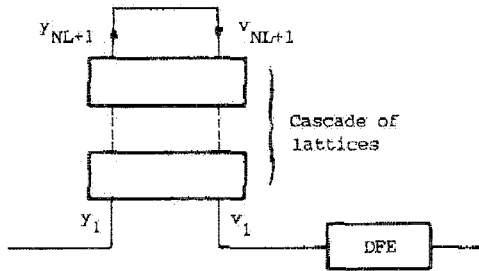 y_NL+1 v_NL+1
Cascade of
lattices
y_1 v_1
DFE